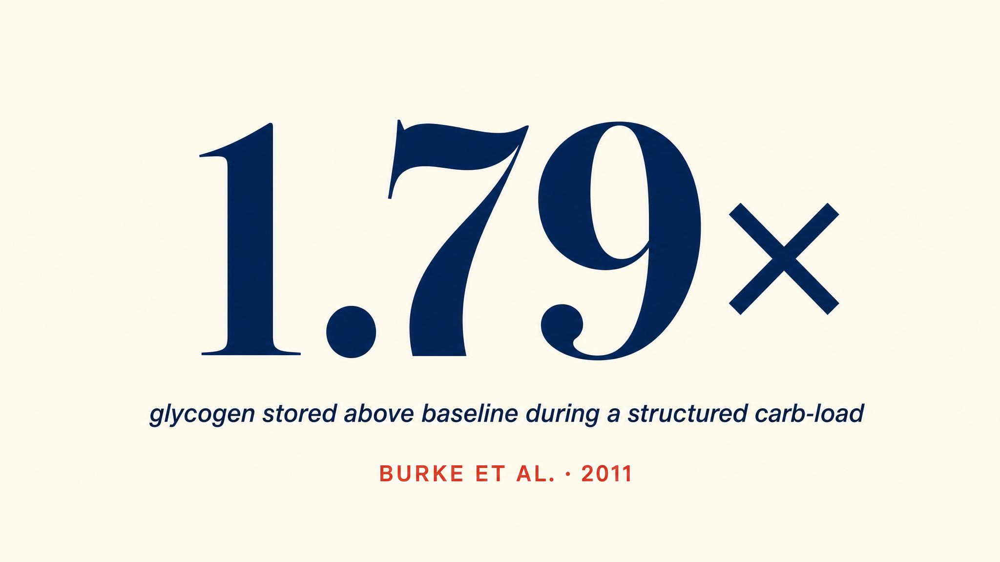 1.79×
glycogen stored above baseline during a structured carb-load
BURKE ET AL. · 2011